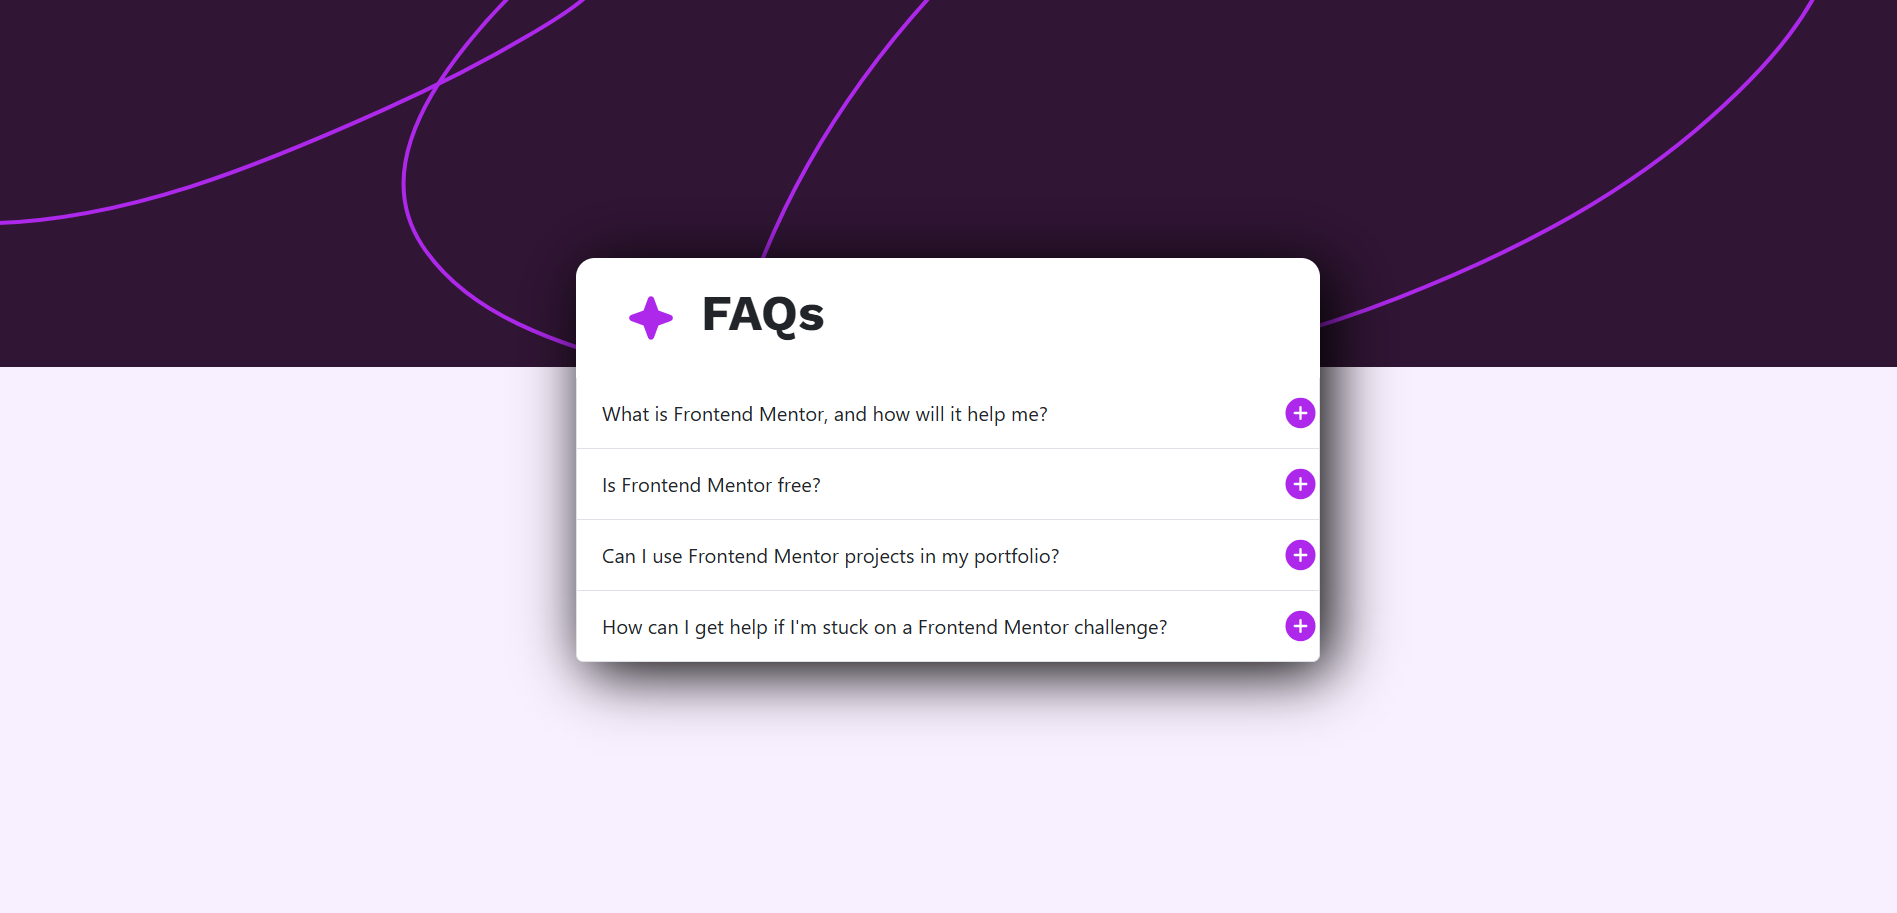 FAQs
What is Frontend Mentor, and how will it help me?
Is Frontend Mentor free?
Can I use Frontend Mentor projects in my portfolio?
How can I get help if I'm stuck on a Frontend Mentor challenge?